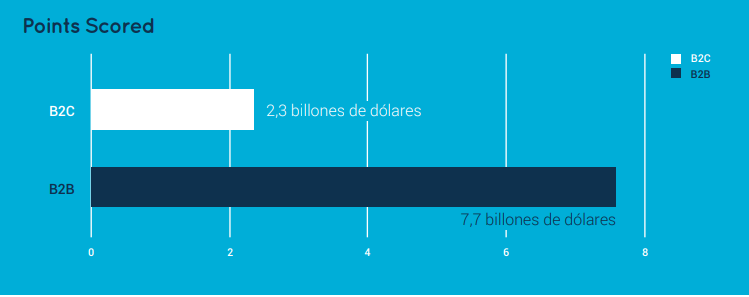 Points Scored
B2C
B2B
B2C
2,3 billones de dólares
B2B
7,7 billones de dólares
0 2 4 6 8